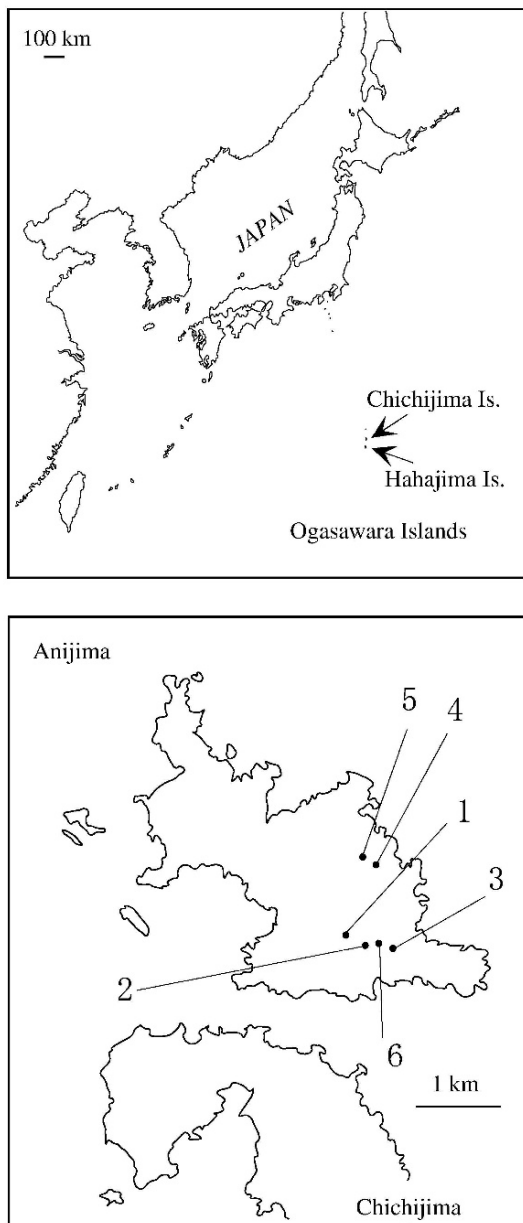 100 km
JAPAN
Chichijima Is.
Hahajima Is.
Ogasawara Islands
Anijima
5
4
1
3
2
6
1 km
Chichijima